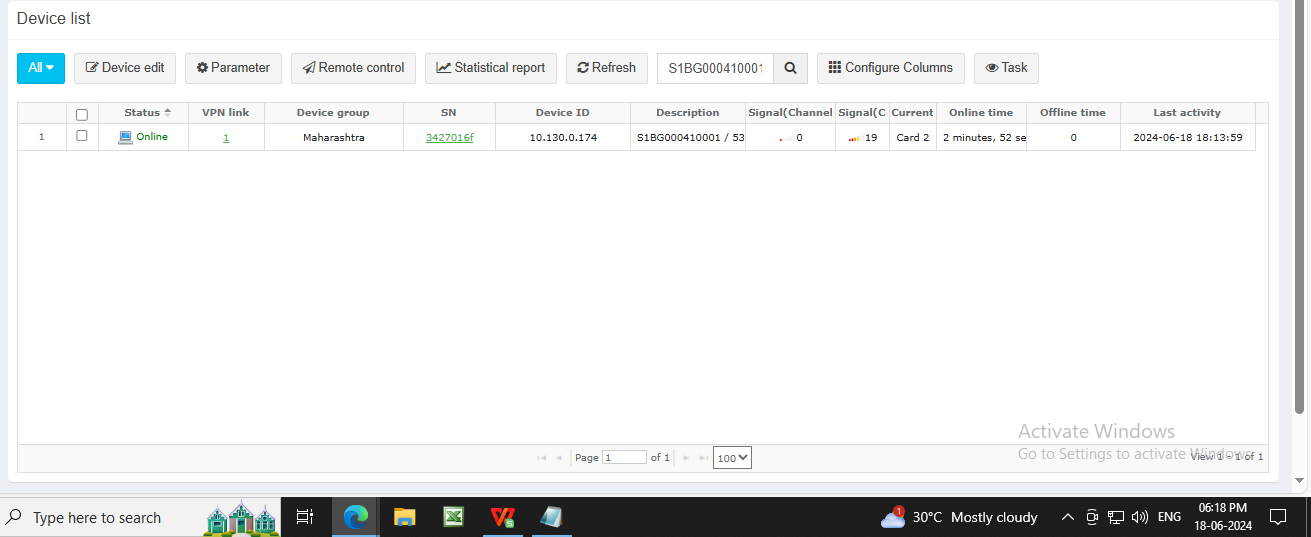 Device list
All Device edit Parameter Remote control Statistical report Refresh S1BG000410001 Configure Columns Task
Status VPN link Device group SN Device ID Description Signal(Channel Signal(C Current Online time Offline time Last activity
1 Online 1 Maharashtra 3427016f 10.130.0.174 S1BG000410001 / 53 0 19 Card 2 2 minutes, 52 se 0 2024-06-18 18:13:59
Activate Windows
Go to Settings to activate Windows.
Page 1 of 1 100 View 1 - 1 of 1
Type here to search 1 30°C Mostly cloudy ENG 06:18 PM
18-06-2024